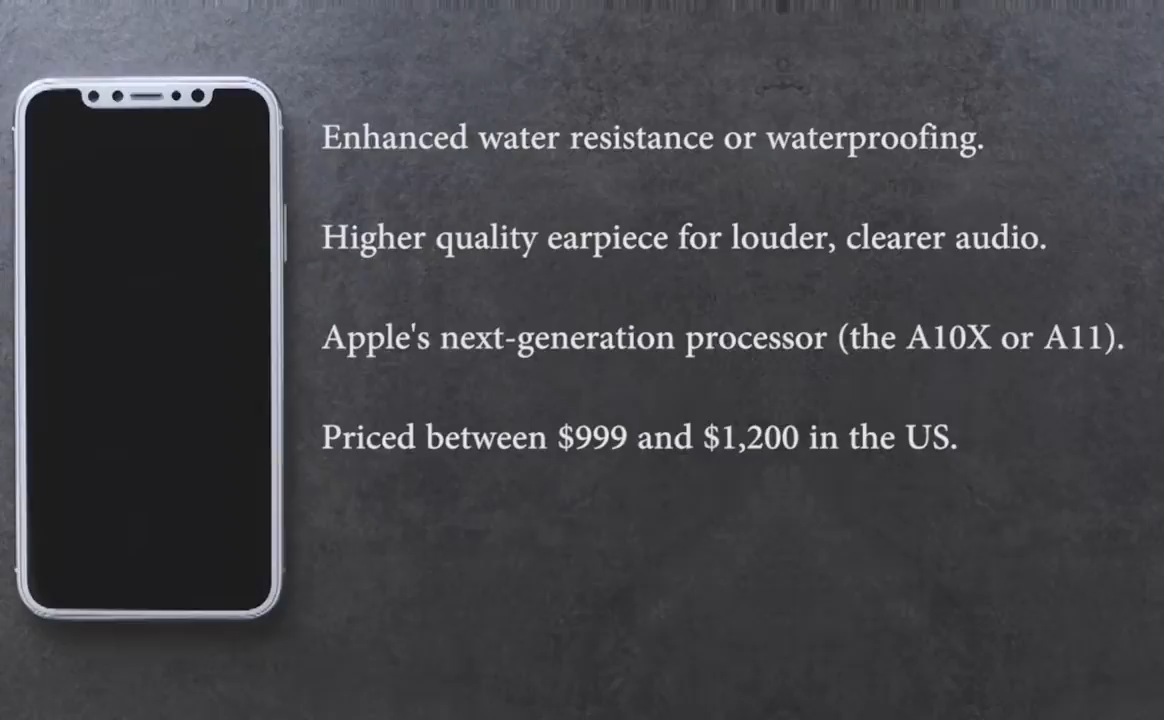 Enhanced water resistance or waterproofing.
Higher quality earpiece for louder, clearer audio.
Apple's next-generation processor (the A10X or A11).
Priced between $999 and $1,200 in the US.